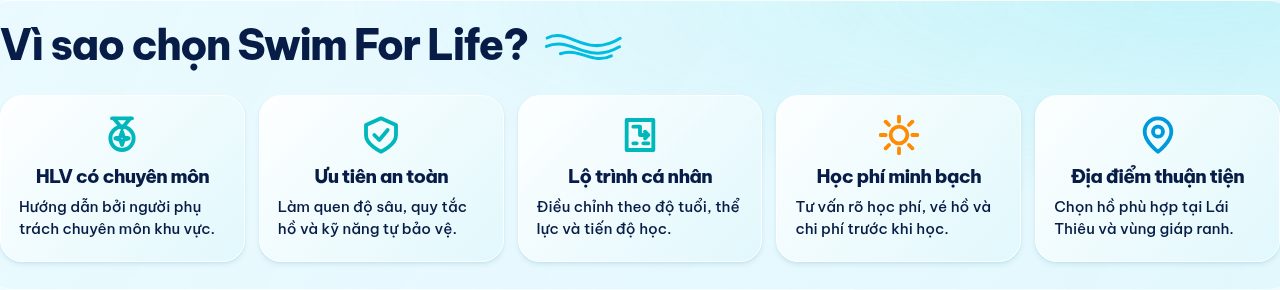 Vì sao chọn Swim For Life?
HLV có chuyên môn
Hướng dẫn bởi người phụ
trách chuyên môn khu vực.
Ưu tiên an toàn
Làm quen độ sâu, quy tắc
hồ và kỹ năng tự bảo vệ.
Lộ trình cá nhân
Điều chỉnh theo độ tuổi, thể
lực và tiến độ học.
Học phí minh bạch
Tư vấn rõ học phí, vé hồ và
chi phí trước khi học.
Địa điểm thuận tiện
Chọn hồ phù hợp tại Lái
Thiêu và vùng giáp ranh.